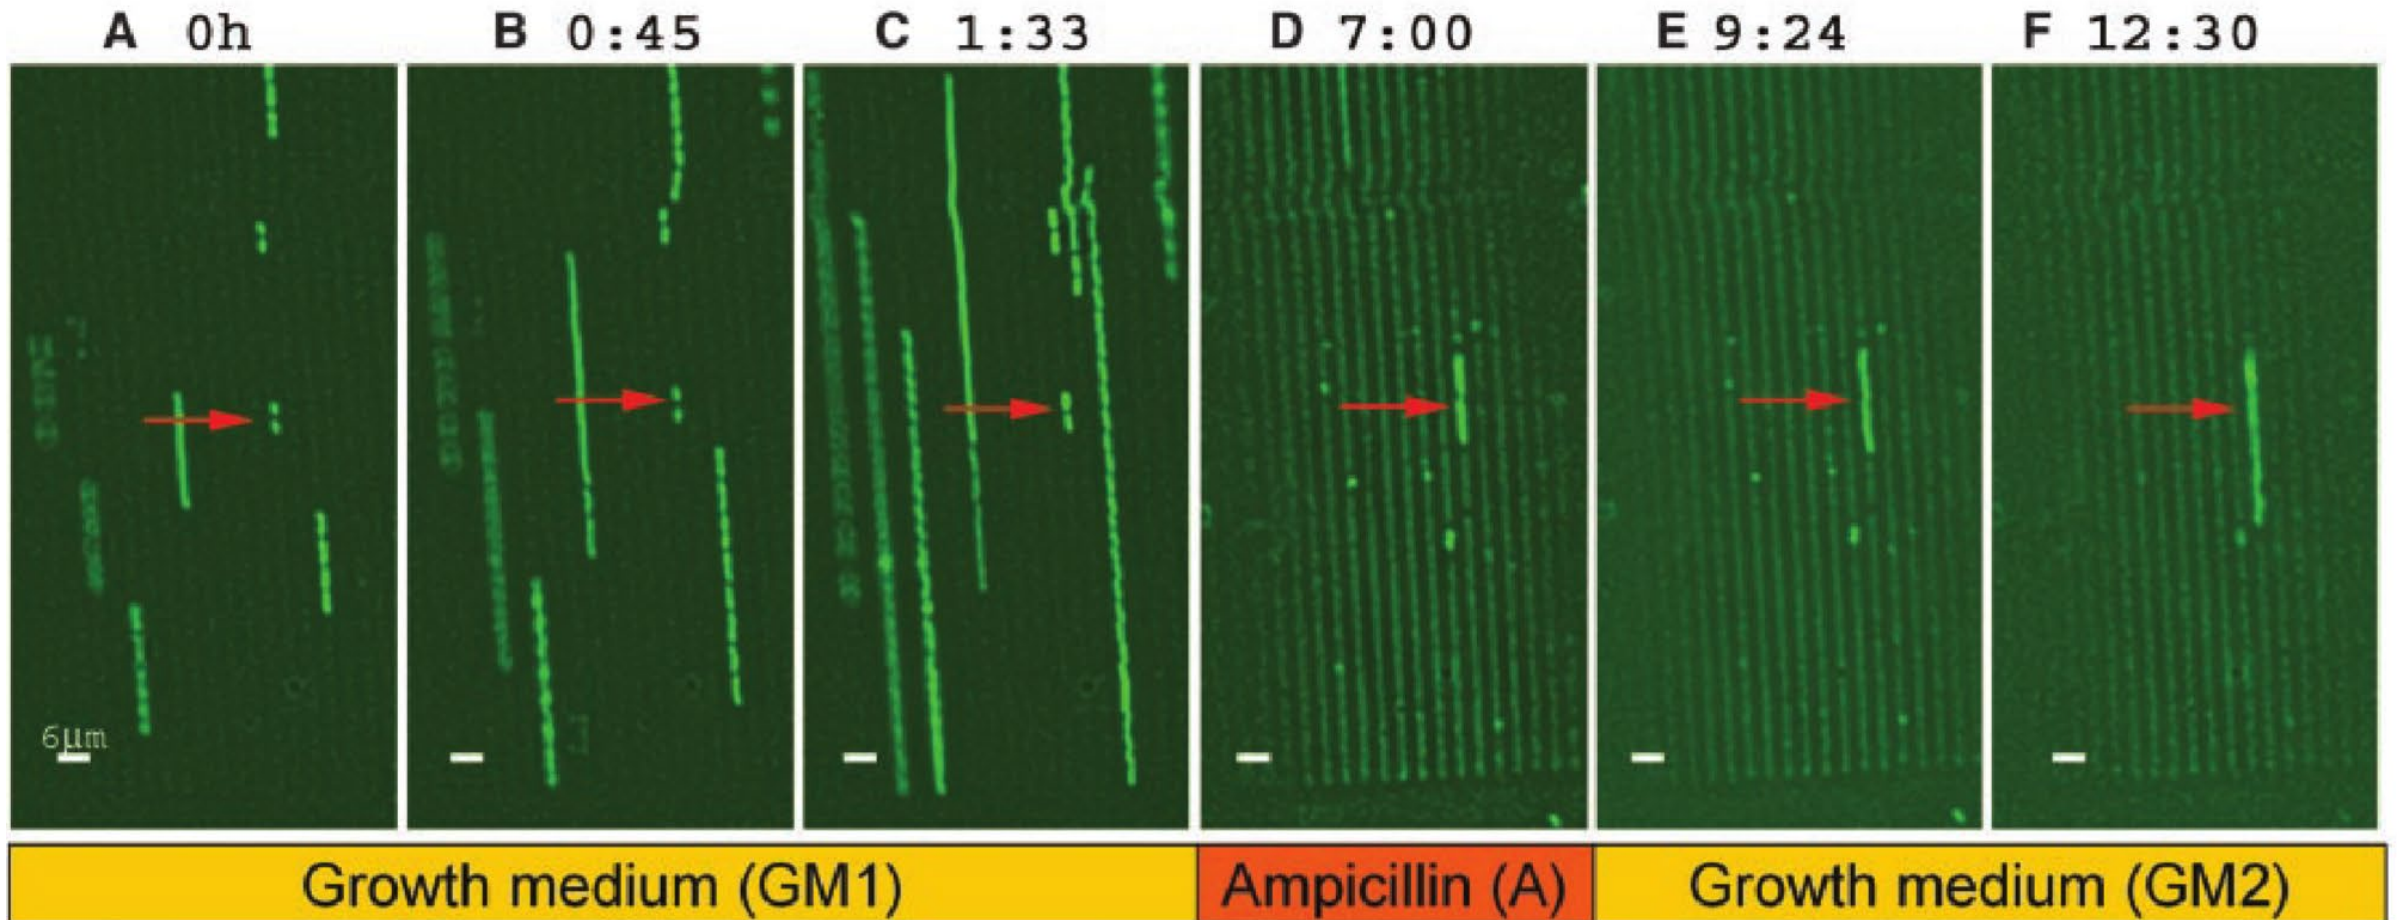 A 0h B 0:45 C 1:33 D 7:00 E 9:24 F 12:30
6µm
Growth medium (GM1) Ampicillin (A) Growth medium (GM2)